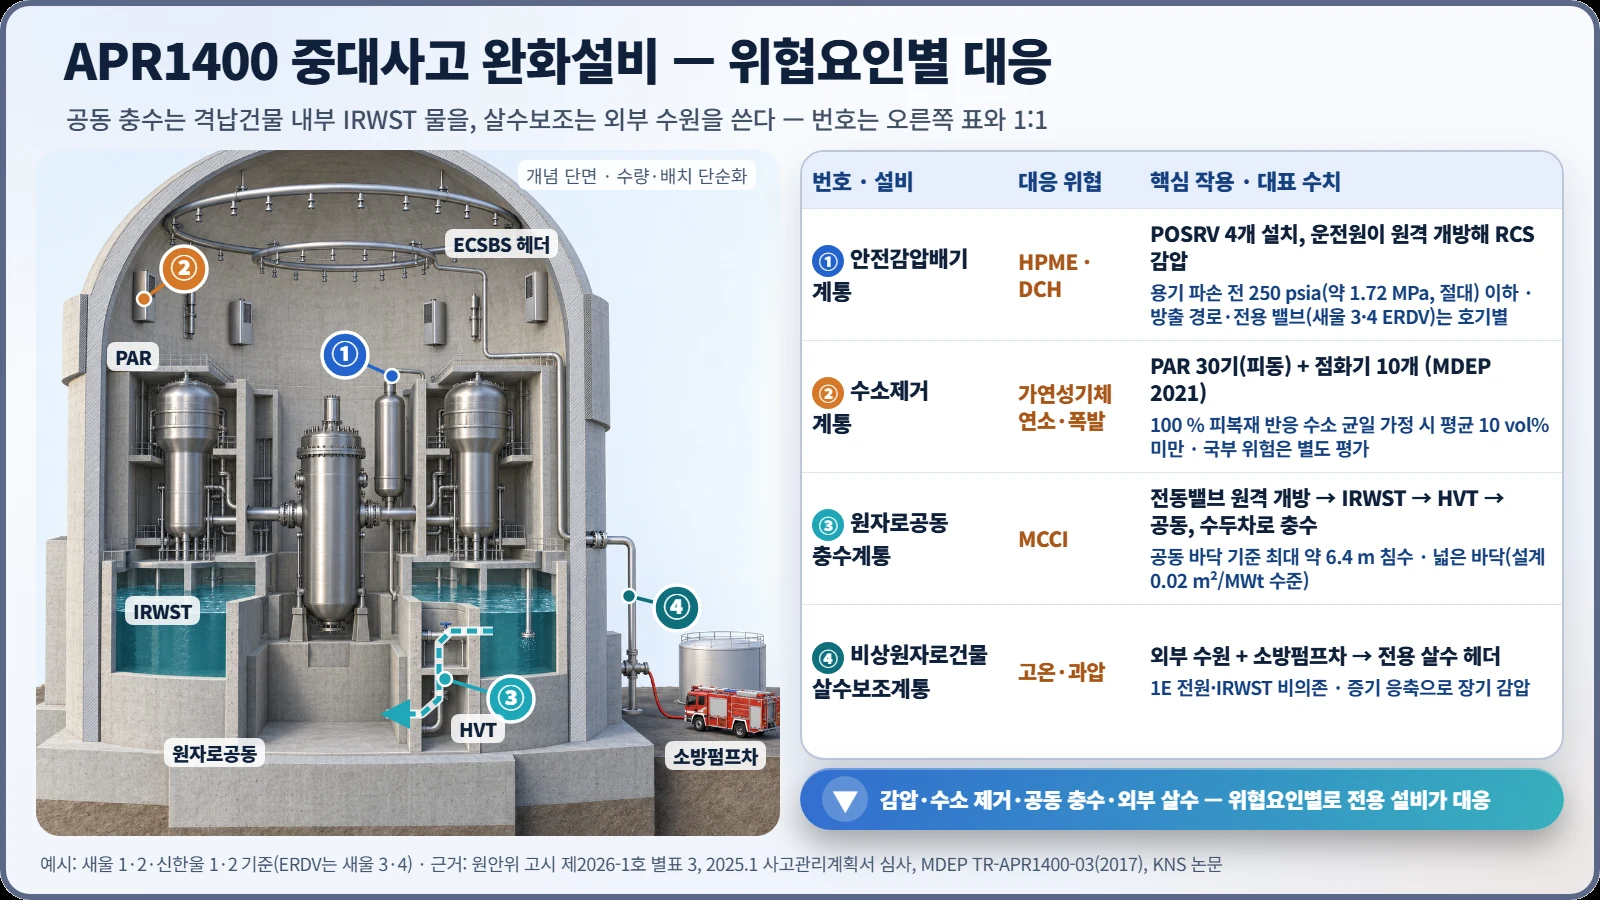 APR1400 중대사고 완화설비 — 위협요인별 대응
공동 충수는 격납건물 내부 IRWST 물을, 살수보조는 외부 수원을 쓴다 — 번호는 오른쪽 표와 1:1
개념 단면 · 수량·배치 단순화
ECSBS 헤더
②
PAR
①
IRWST
④
③
HVT
원자로공동
소방펌프차
번호 · 설비
대응 위협
핵심 작용 · 대표 수치
① 안전감압배기
계통
HPME ·
DCH
POSRV 4개 설치, 운전원이 원격 개방해 RCS
감압
용기 파손 전 250 psia(약 1.72 MPa, 절대) 이하 ·
방출 경로·전용 밸브(새울 3·4 ERDV)는 호기별
② 수소제거
계통
가연성기체
연소·폭발
PAR 30기(피동) + 점화기 10개 (MDEP
2021)
100 % 피복재 반응 수소 균일 가정 시 평균 10 vol%
미만 · 국부 위험은 별도 평가
③ 원자로공동
충수계통
MCCI
전동밸브 원격 개방 → IRWST → HVT →
공동, 수두차로 충수
공동 바닥 기준 최대 약 6.4 m 침수 · 넓은 바닥(설계
0.02 m²/MWt 수준)
④ 비상원자로건물
살수보조계통
고온·과압
외부 수원 + 소방펌프차 → 전용 살수 헤더
1E 전원·IRWST 비의존 · 증기 응축으로 장기 감압
감압·수소 제거·공동 충수·외부 살수 — 위협요인별로 전용 설비가 대응
예시: 새울 1·2·신한울 1·2 기준(ERDV는 새울 3·4) · 근거: 원안위 고시 제2026-1호 별표 3, 2025.1 사고관리계획서 심사, MDEP TR-APR1400-03(2017), KNS 논문